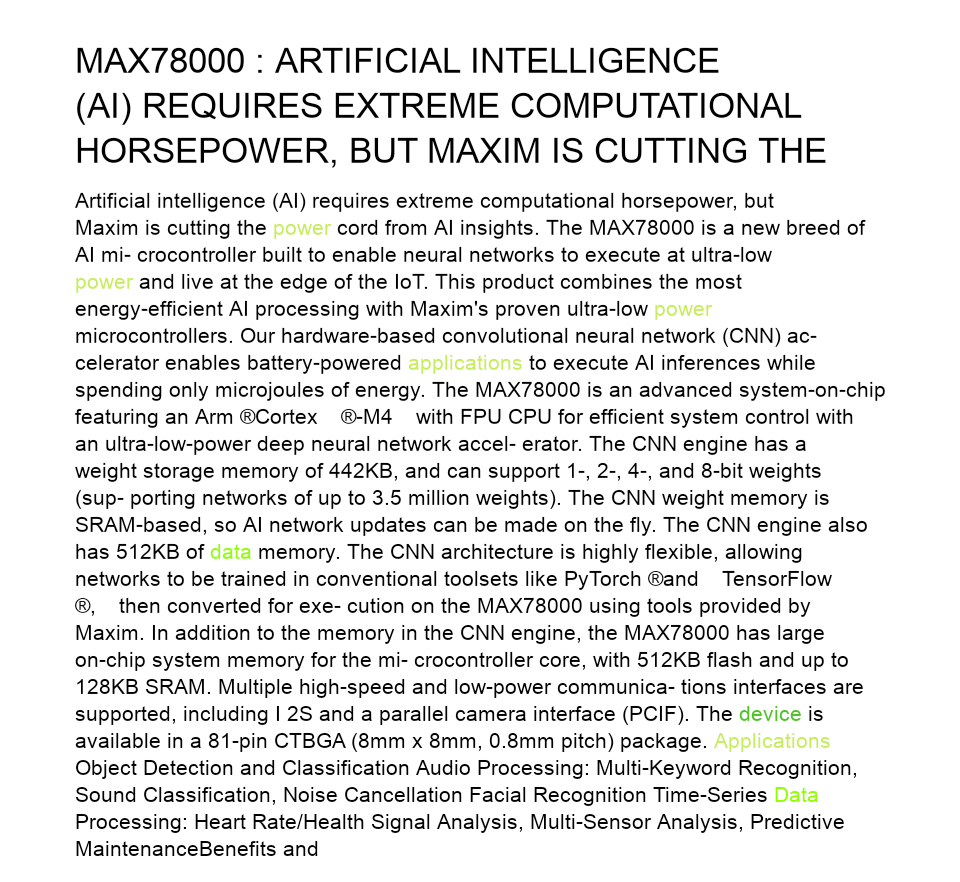 MAX78000 : ARTIFICIAL INTELLIGENCE
(AI) REQUIRES EXTREME COMPUTATIONAL
HORSEPOWER, BUT MAXIM IS CUTTING THE
Artificial intelligence (AI) requires extreme computational horsepower, but
Maxim is cutting the power cord from AI insights. The MAX78000 is a new breed of
AI mi- crocontroller built to enable neural networks to execute at ultra-low
power and live at the edge of the IoT. This product combines the most
energy-efficient AI processing with Maxim's proven ultra-low power
microcontrollers. Our hardware-based convolutional neural network (CNN) ac-
celerator enables battery-powered applications to execute AI inferences while
spending only microjoules of energy. The MAX78000 is an advanced system-on-chip
featuring an Arm ®Cortex ®-M4 with FPU CPU for efficient system control with
an ultra-low-power deep neural network accel- erator. The CNN engine has a
weight storage memory of 442KB, and can support 1-, 2-, 4-, and 8-bit weights
(sup- porting networks of up to 3.5 million weights). The CNN weight memory is
SRAM-based, so AI network updates can be made on the fly. The CNN engine also
has 512KB of data memory. The CNN architecture is highly flexible, allowing
networks to be trained in conventional toolsets like PyTorch ®and TensorFlow
®, then converted for exe- cution on the MAX78000 using tools provided by
Maxim. In addition to the memory in the CNN engine, the MAX78000 has large
on-chip system memory for the mi- crocontroller core, with 512KB flash and up to
128KB SRAM. Multiple high-speed and low-power communica- tions interfaces are
supported, including I 2S and a parallel camera interface (PCIF). The device is
available in a 81-pin CTBGA (8mm x 8mm, 0.8mm pitch) package. Applications
Object Detection and Classification Audio Processing: Multi-Keyword Recognition,
Sound Classification, Noise Cancellation Facial Recognition Time-Series Data
Processing: Heart Rate/Health Signal Analysis, Multi-Sensor Analysis, Predictive
MaintenanceBenefits and